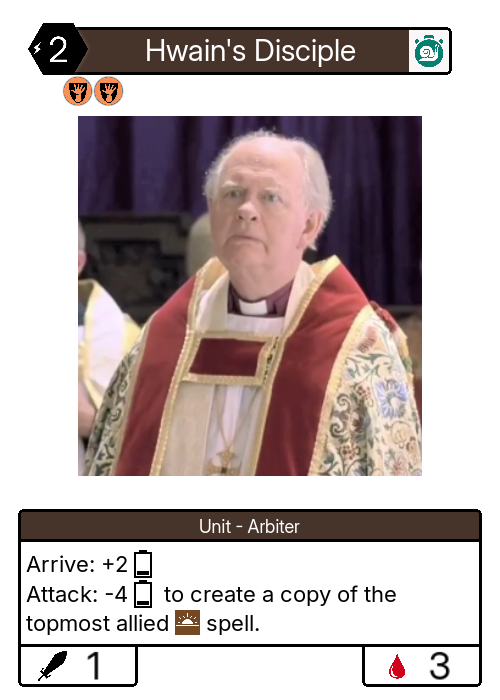 2 Hwain's Disciple
Unit - Arbiter
Arrive: +2
Attack: -4 to create a copy of the
topmost allied spell.
1 3